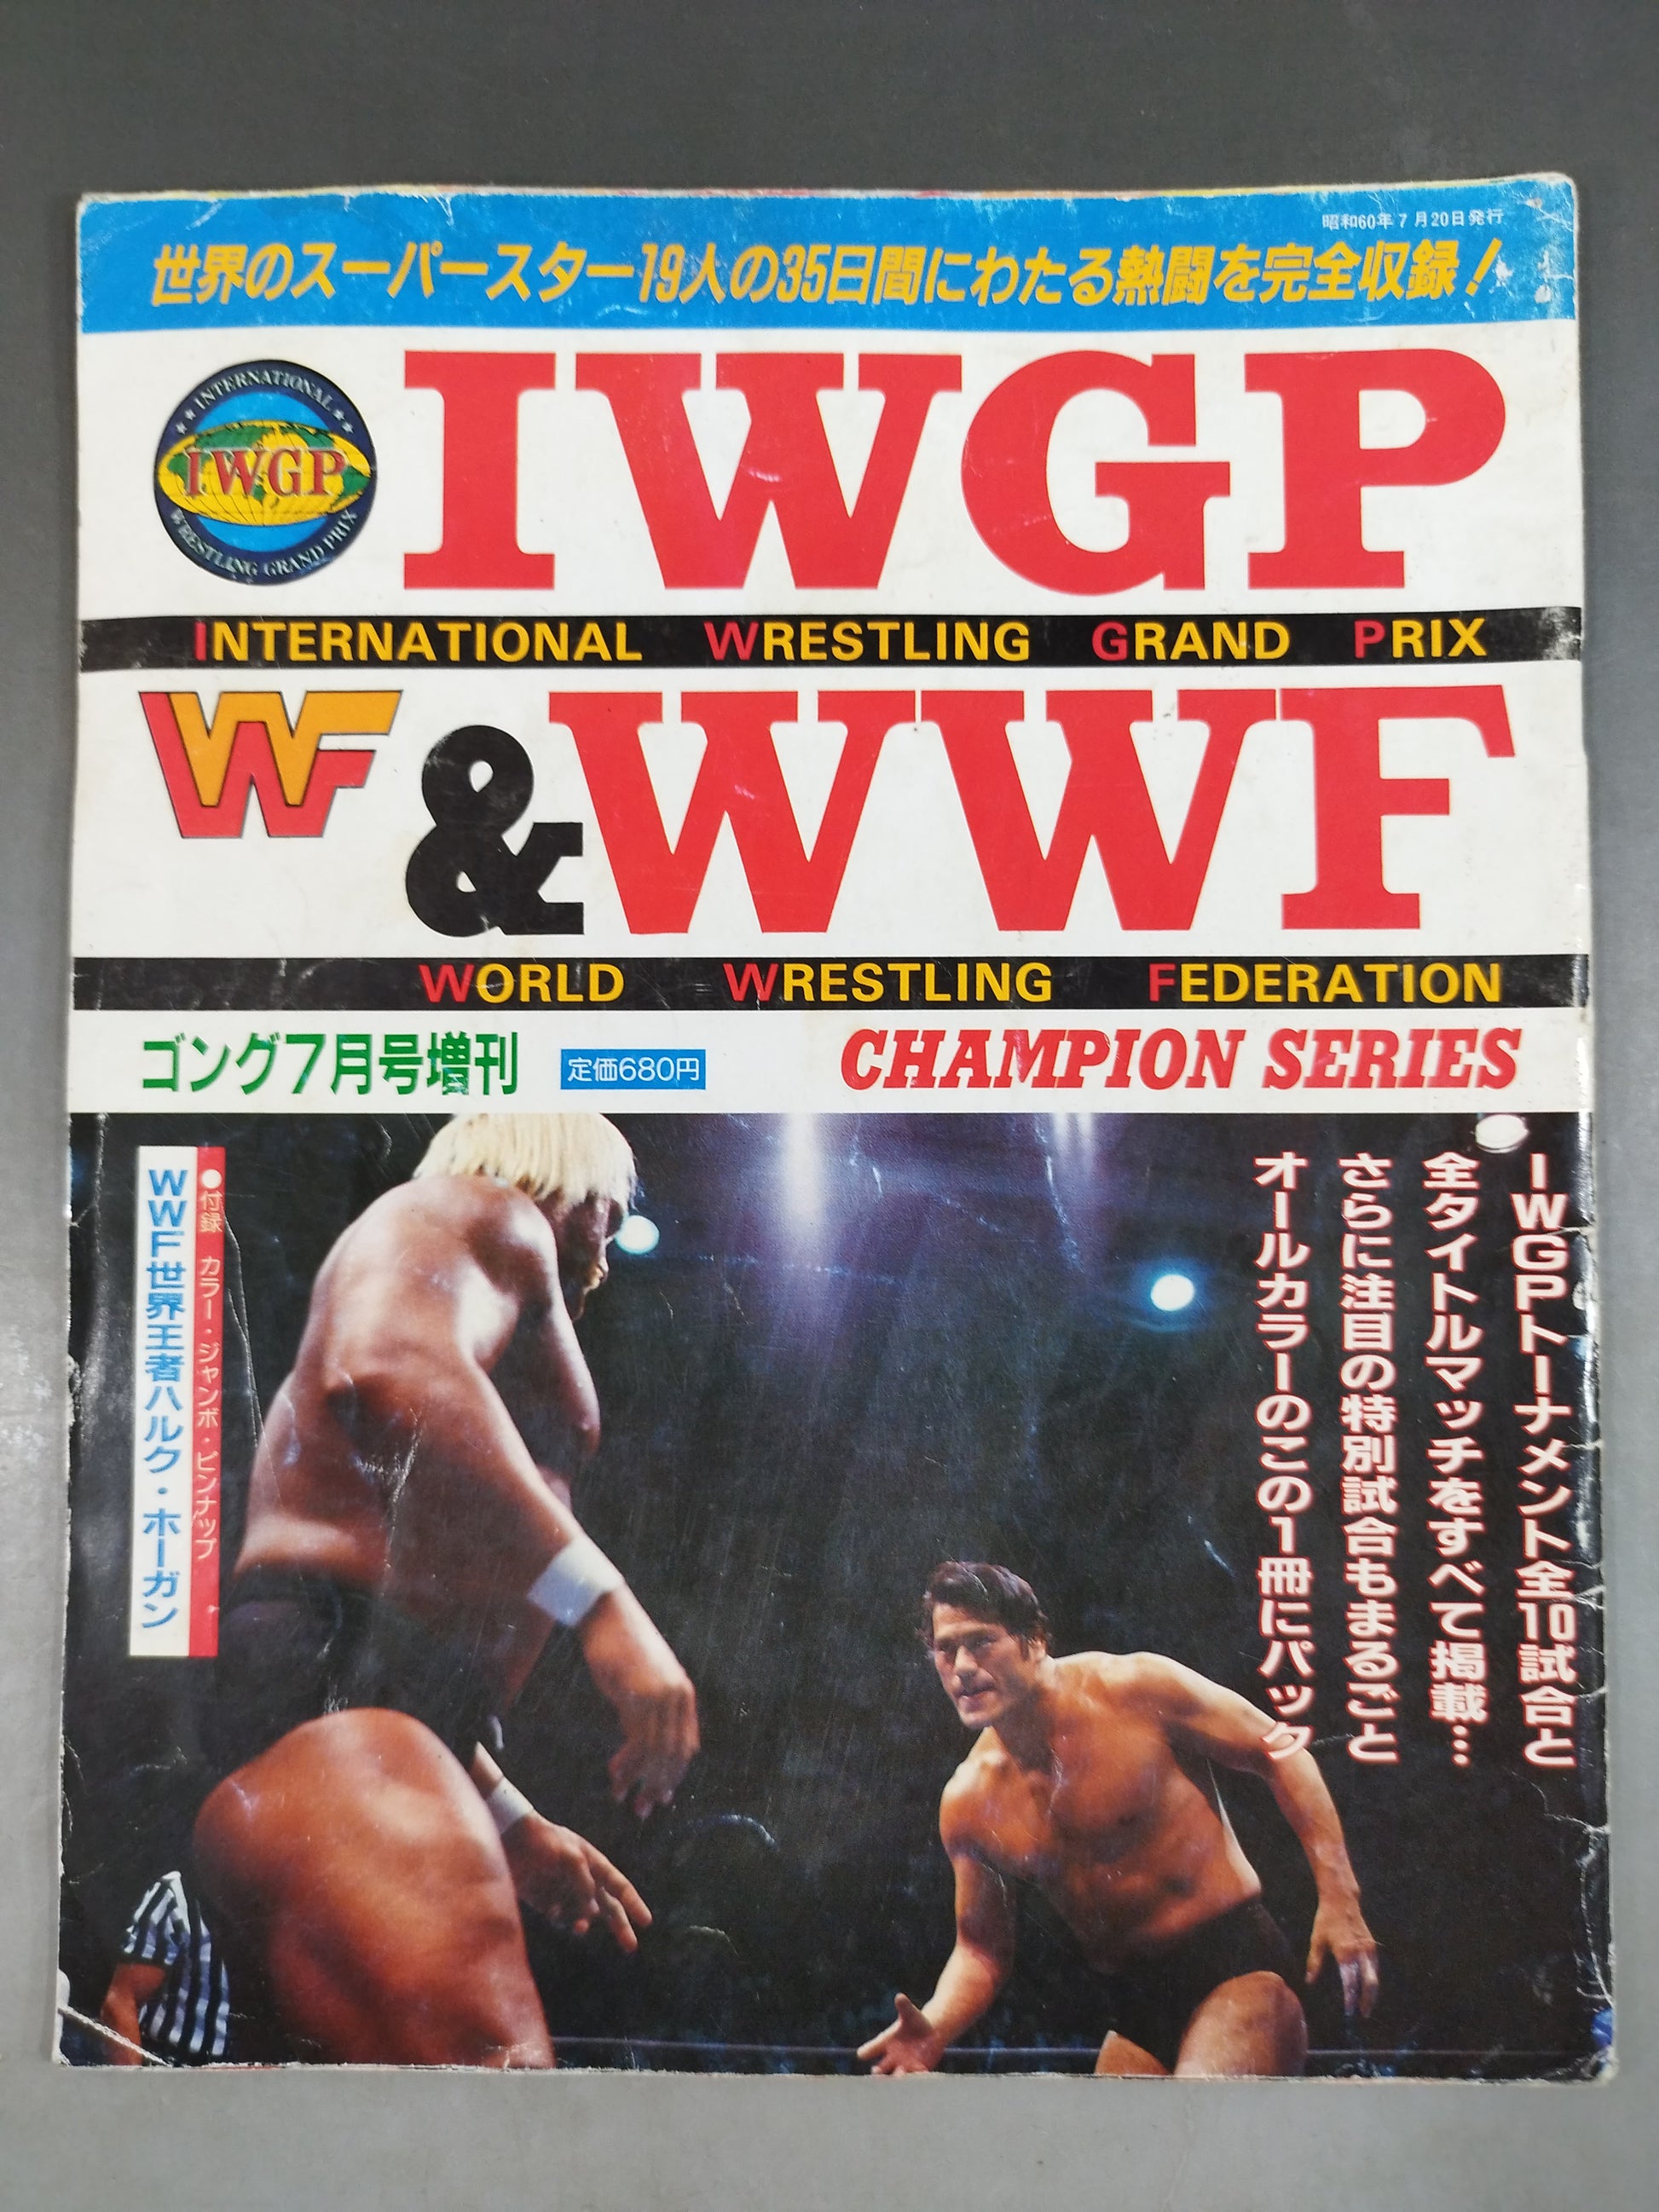 昭和60年7月20日発行
世界のスーパースター19人の35日間にわたる熱闘を完全収録!
INTERNATIONAL
IWGP
WRESTLING GRAND PRIX
IWGP
INTERNATIONAL WRESTLING GRAND PRIX
WF
&WWF
WORLD WRESTLING FEDERATION
ゴング7月号増刊
定価680円
CHAMPION SERIES
IWGPトーナメント全10試合と
全タイトルマッチをすべて掲載…
さらに注目の特別試合もまるごと
オールカラーのこの1冊にパック
●付録 カラー・ジャンボ・ピンナップ
WWF世界王者ハルク・ホーガン